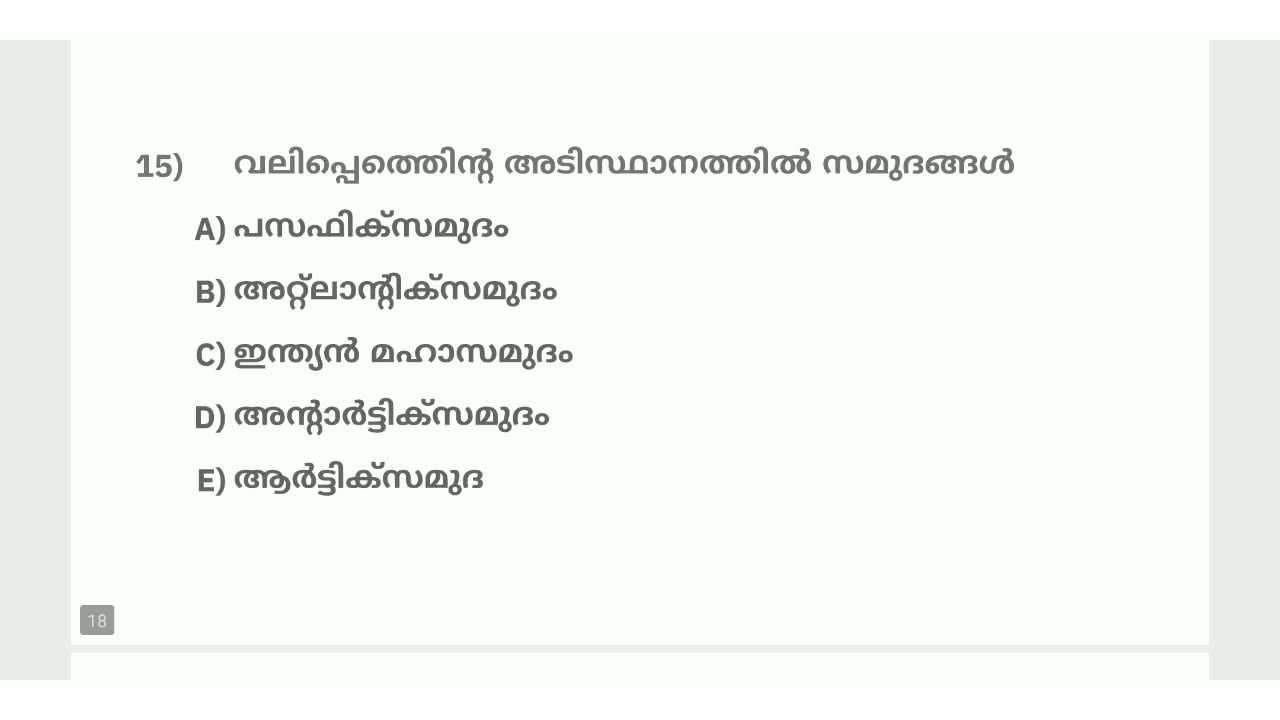 15) വലിപ്പെത്തിന്റ അടിസ്ഥാനത്തിൽ സമുദങ്ങൾ
A) പസഫിക്സമുദം
B) അറ്റ്ലാന്റിക്സമുദം
C) ഇന്ത്യൻ മഹാസമുദം
D) അന്റാർട്ടിക്സമുദം
E) ആർട്ടിക്സമുദ
18